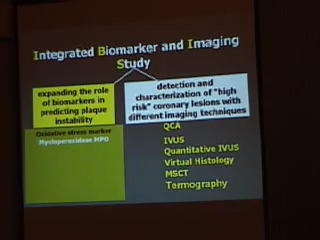 Integrated Biomarker and Imaging
Study
expanding the role
of biomarkers in
predicting plaque
instability
detection and
characterization of "high
risk" coronary lesions with
different imaging techniques
Oxidative stress marker
Myeloperoxidase MPO
QCA
IVUS
Quantitative IVUS
Virtual Histology
MSCT
Termography